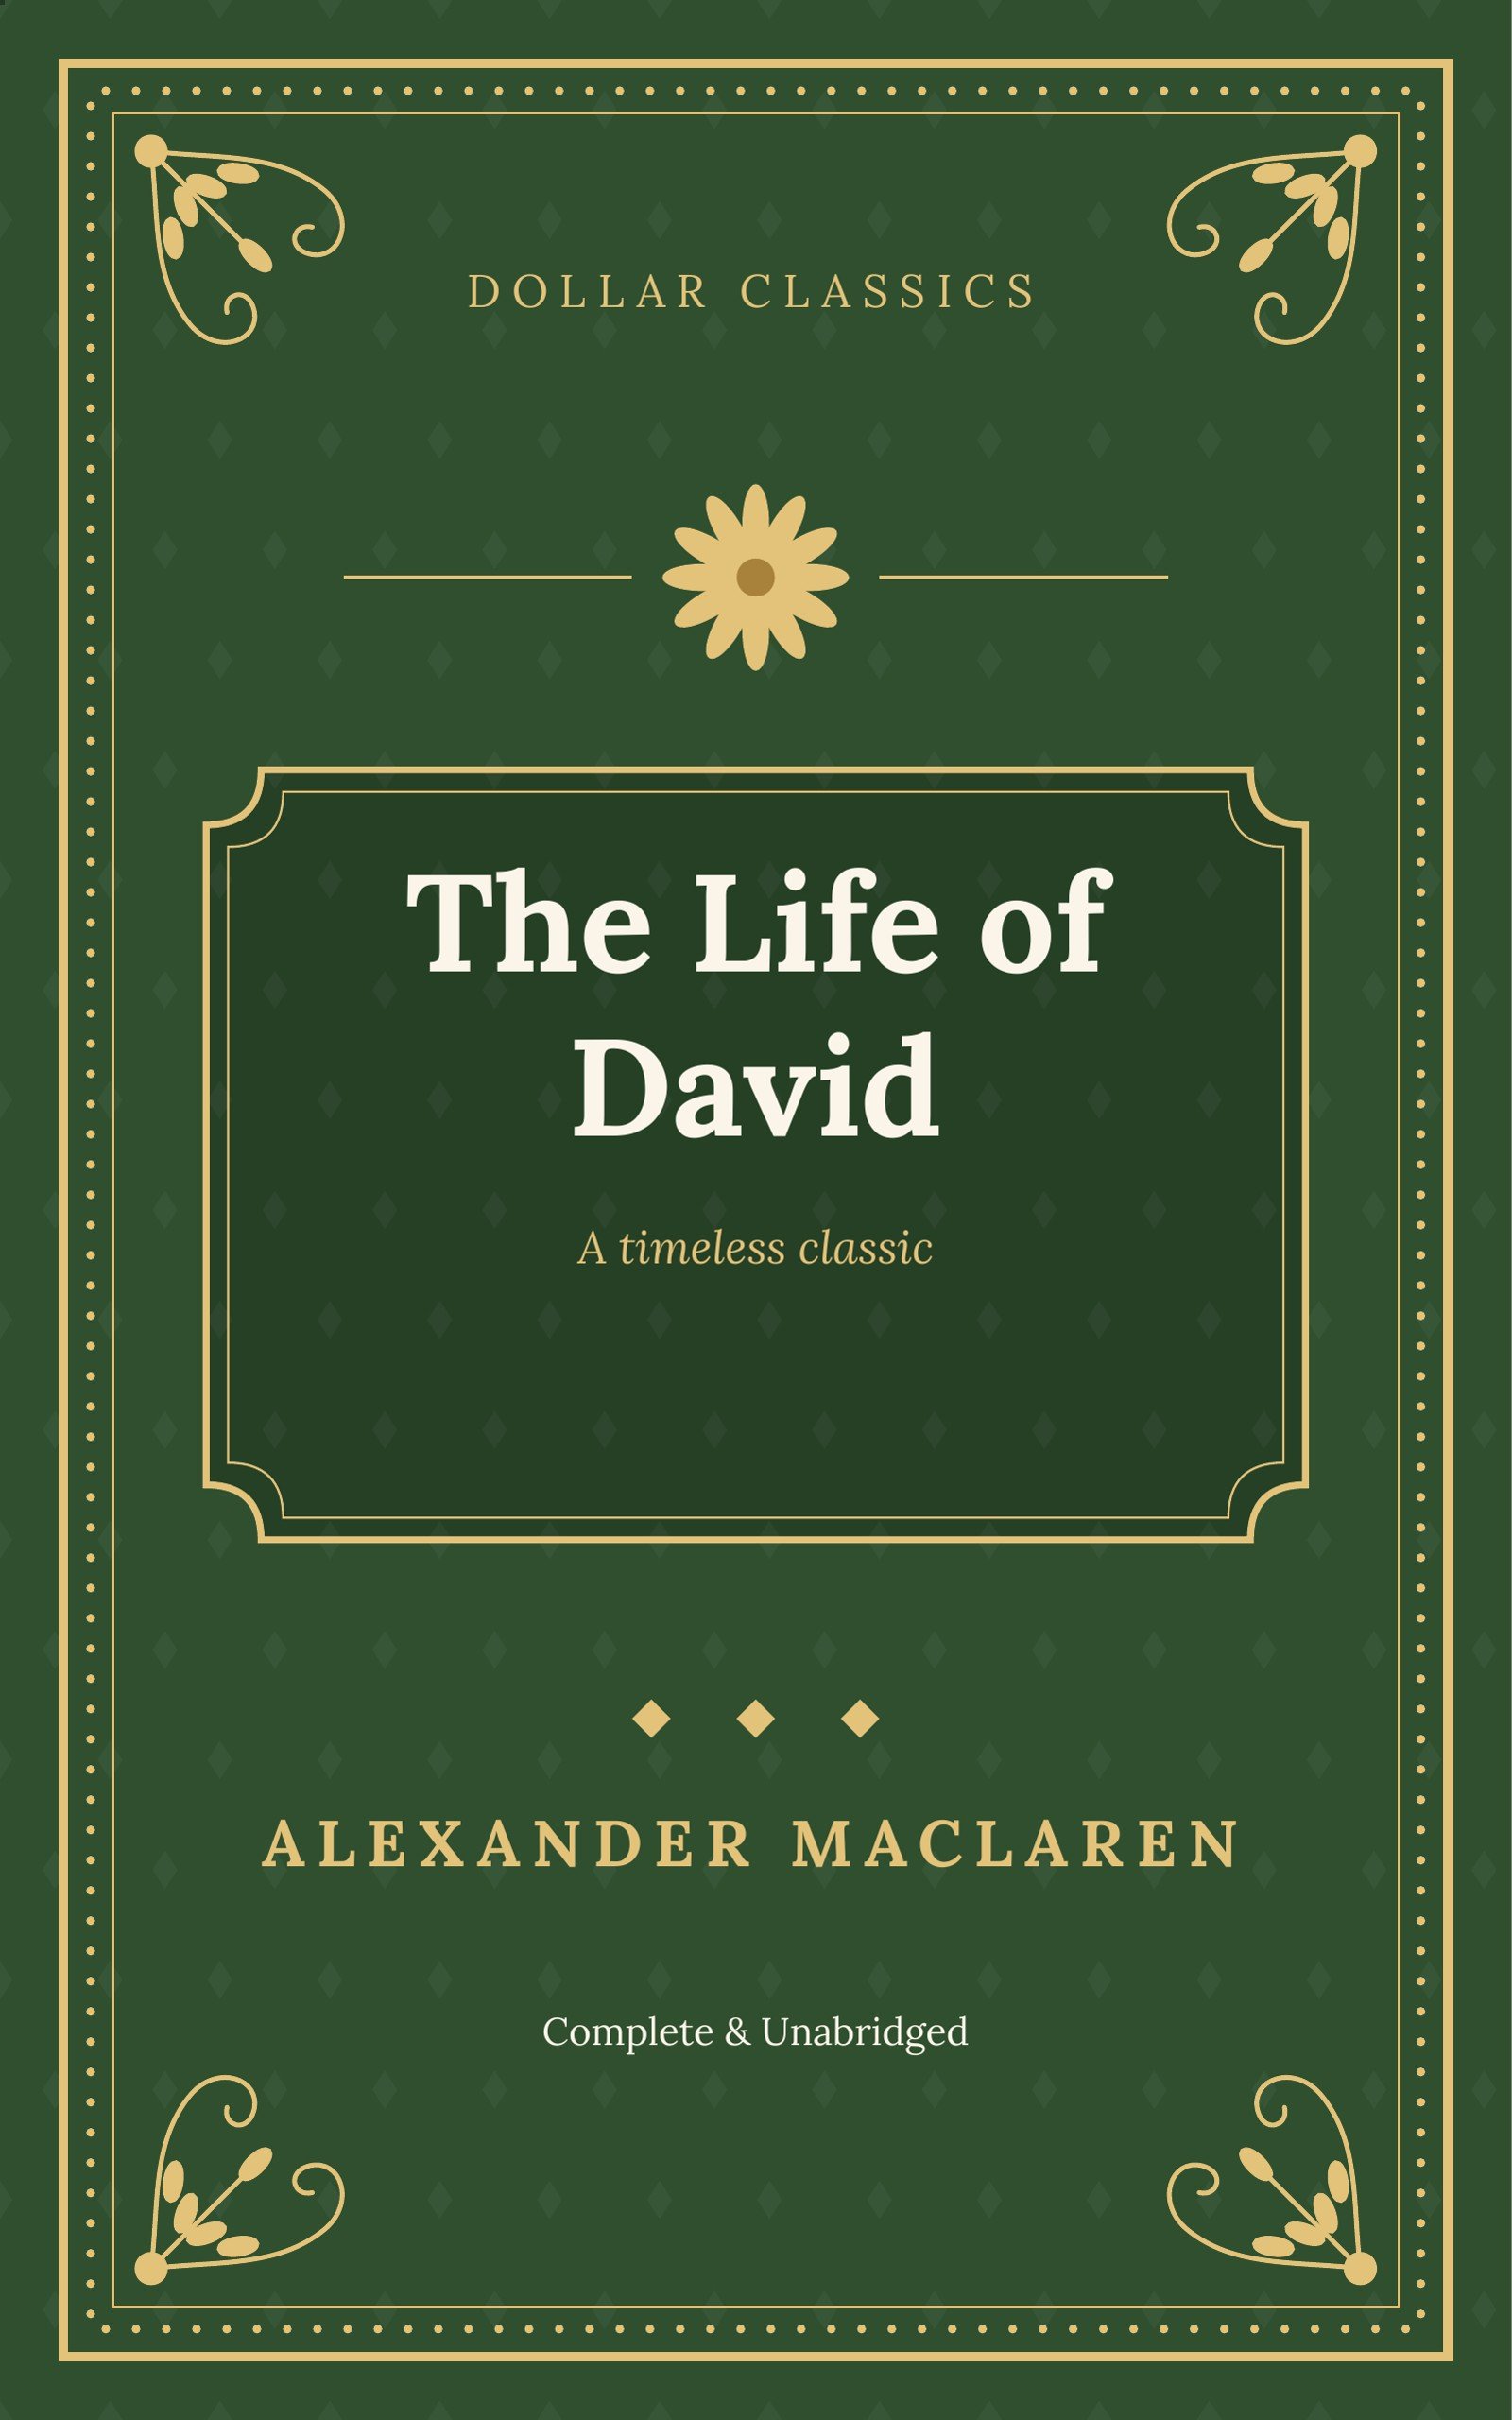 DOLLAR CLASSICS
The Life of
David
A timeless classic
ALEXANDER MACLAREN
Complete & Unabridged